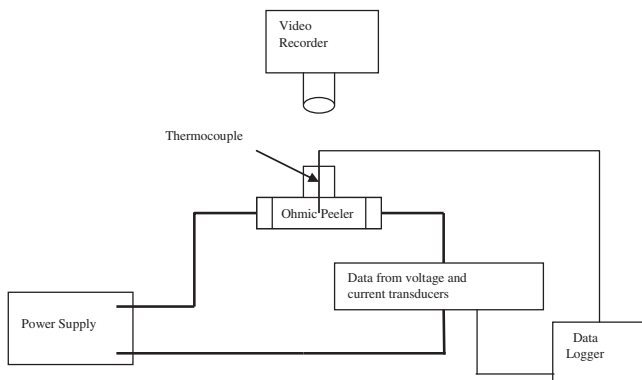 Video
Recorder
Thermocouple
Ohmic Peeler
Data from voltage and
current transducers
Power Supply
Data
Logger